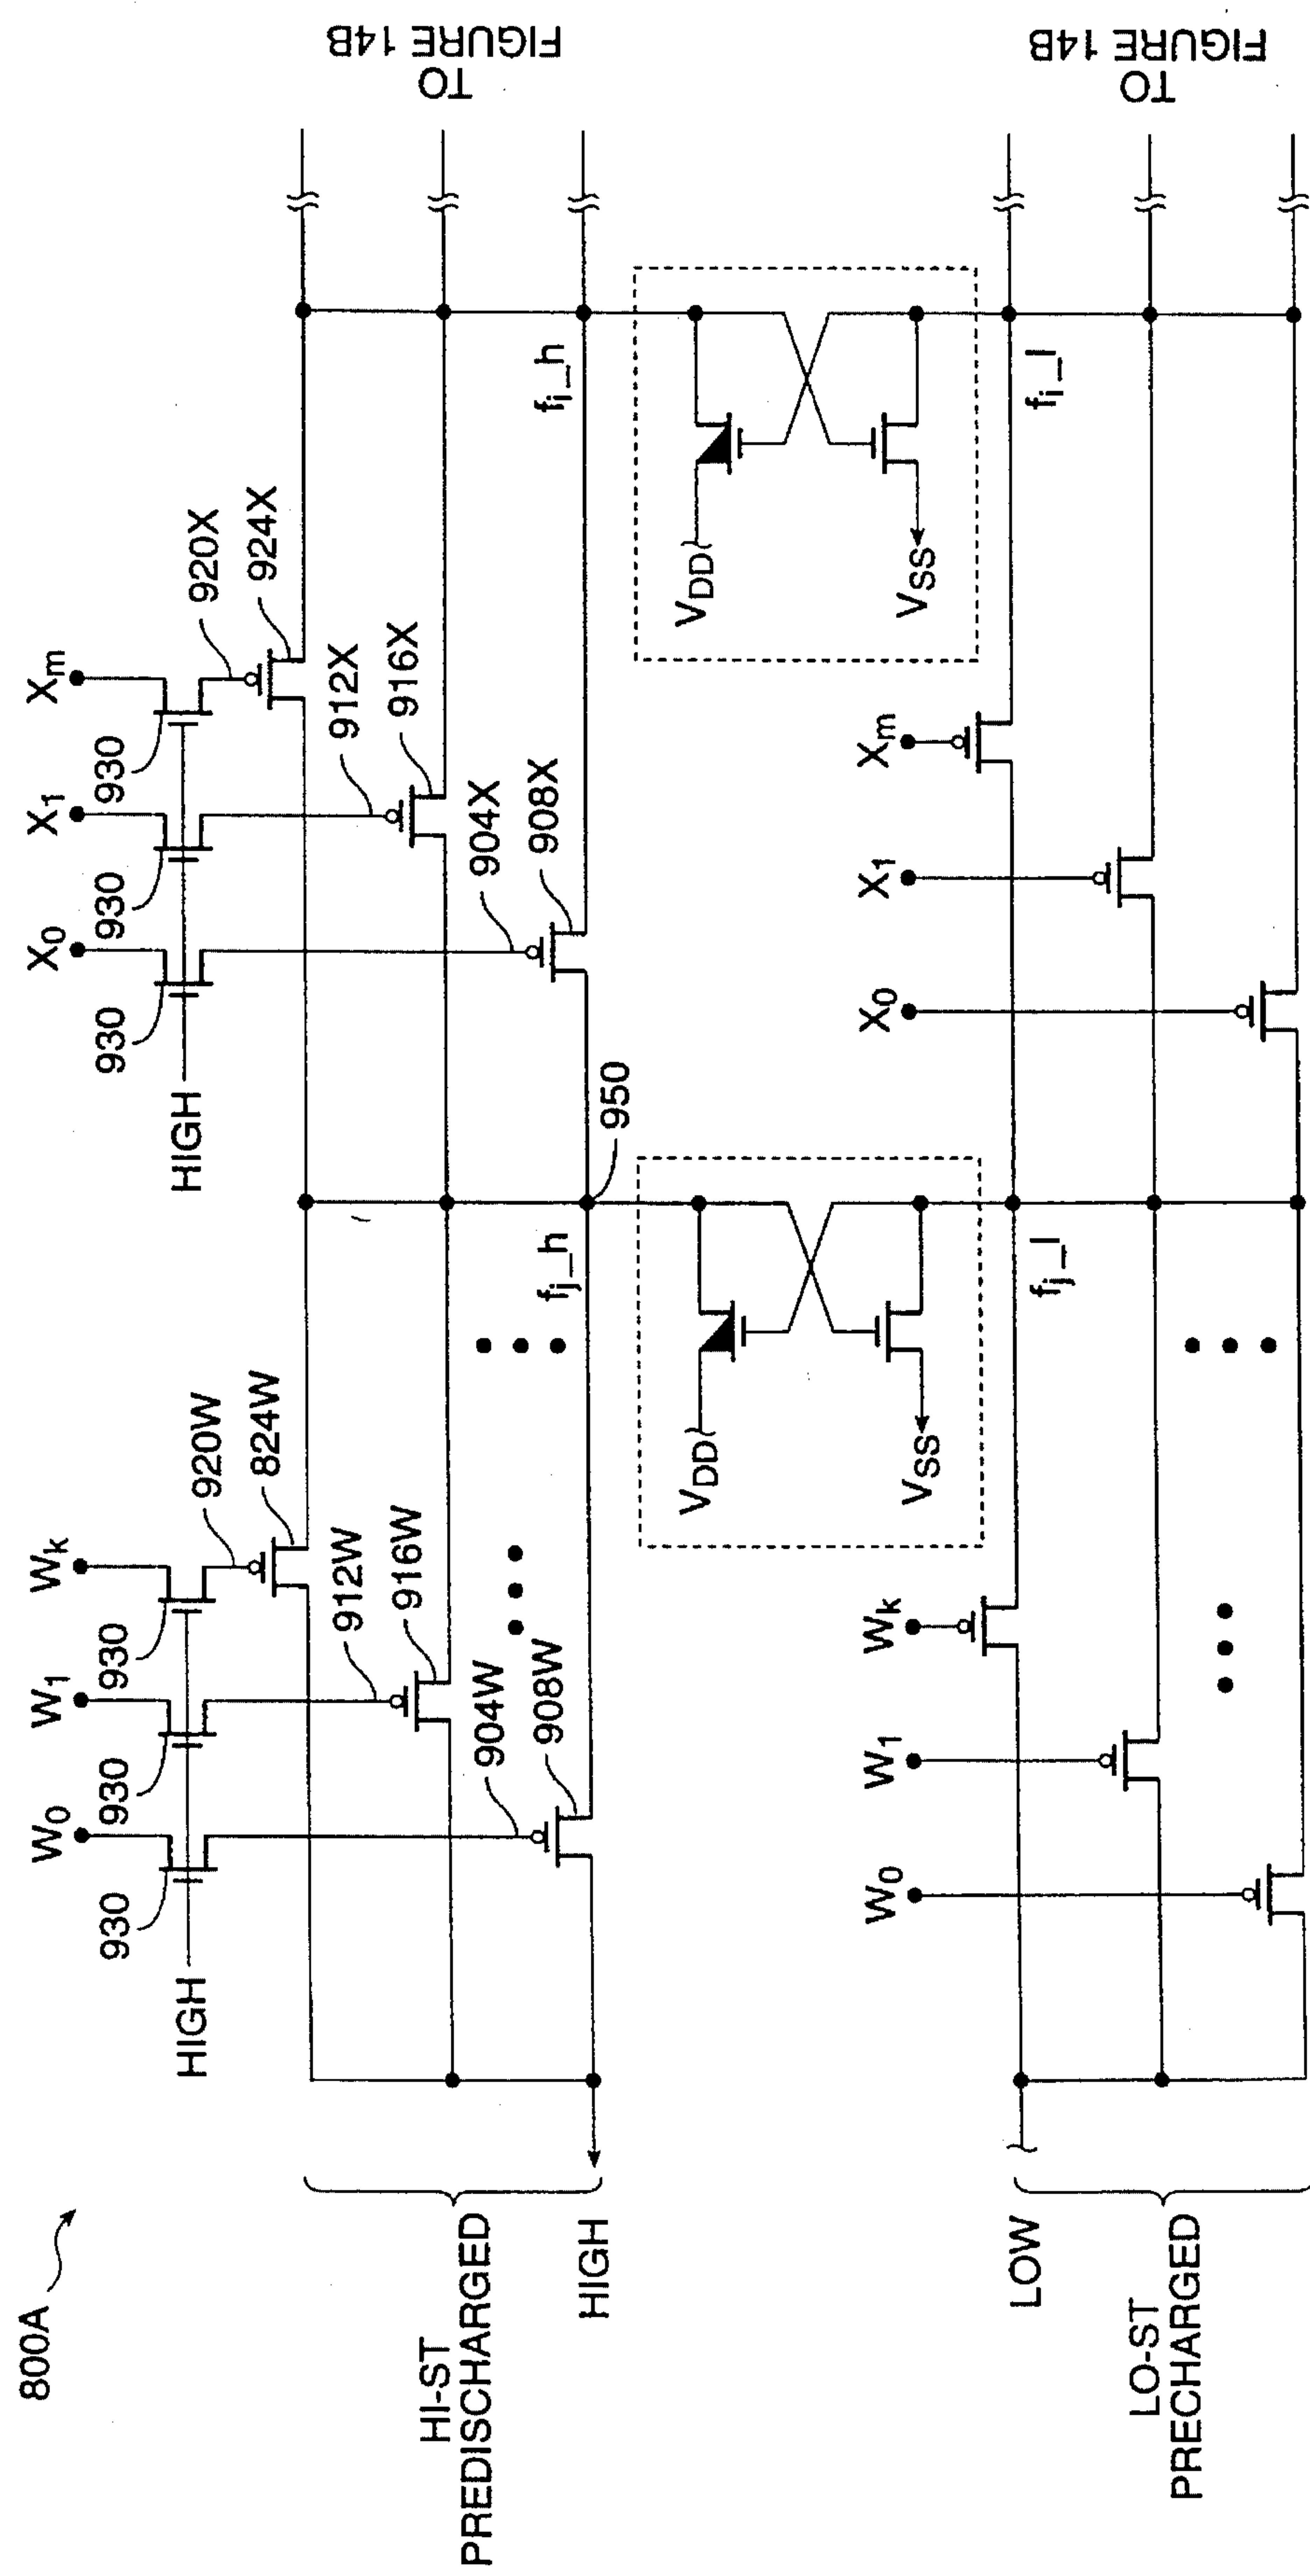 800A
W0 W1 Wk
930 930 930
HIGH
920W
824W
912W
916W
904W
908W
X0 X1 Xm
930 930 930
HIGH
920X
924X
912X
916X
904X
908X
TO
FIGURE 14B
HI-ST
PREDISCHARGED
HIGH
fj_h
950
fi_h
VDD
VSS
VDD
VSS
LOW
LO-ST
PRECHARGED
W0 W1 Wk
fj_l
X0 X1 Xm
fi_l
TO
FIGURE 14B